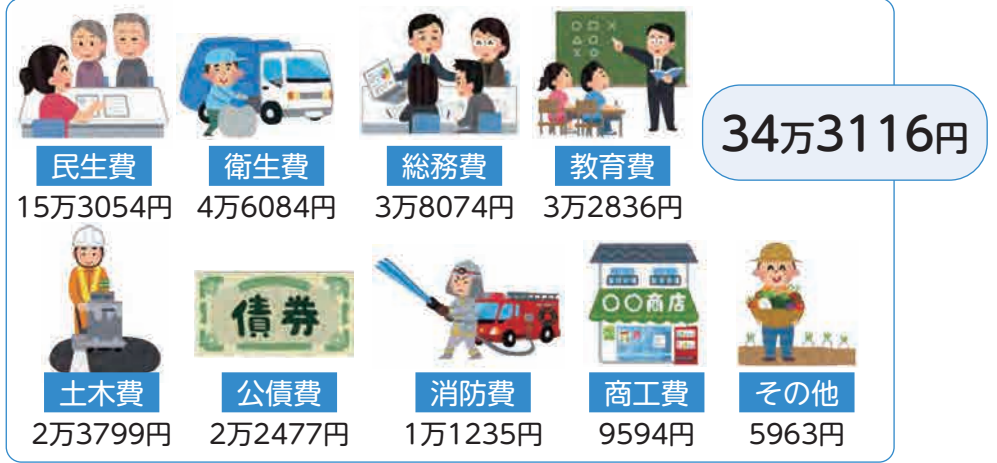 34万3116円
民生費
15万3054円
衛生費
4万6084円
総務費
3万8074円
教育費
3万2836円
土木費
2万3799円
債券
公債費
2万2477円
消防費
1万1235円
〇〇商店
商工費
9594円
その他
5963円